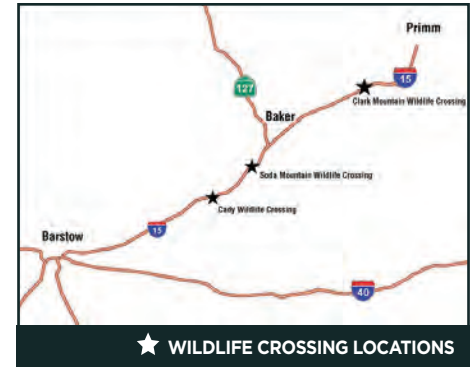 Primm
15
127
Clark Mountain Wildlife Crossing
Baker
Soda Mountain Wildlife Crossing
Cady Wildlife Crossing
15
Barstow
40
WILDLIFE CROSSING LOCATIONS